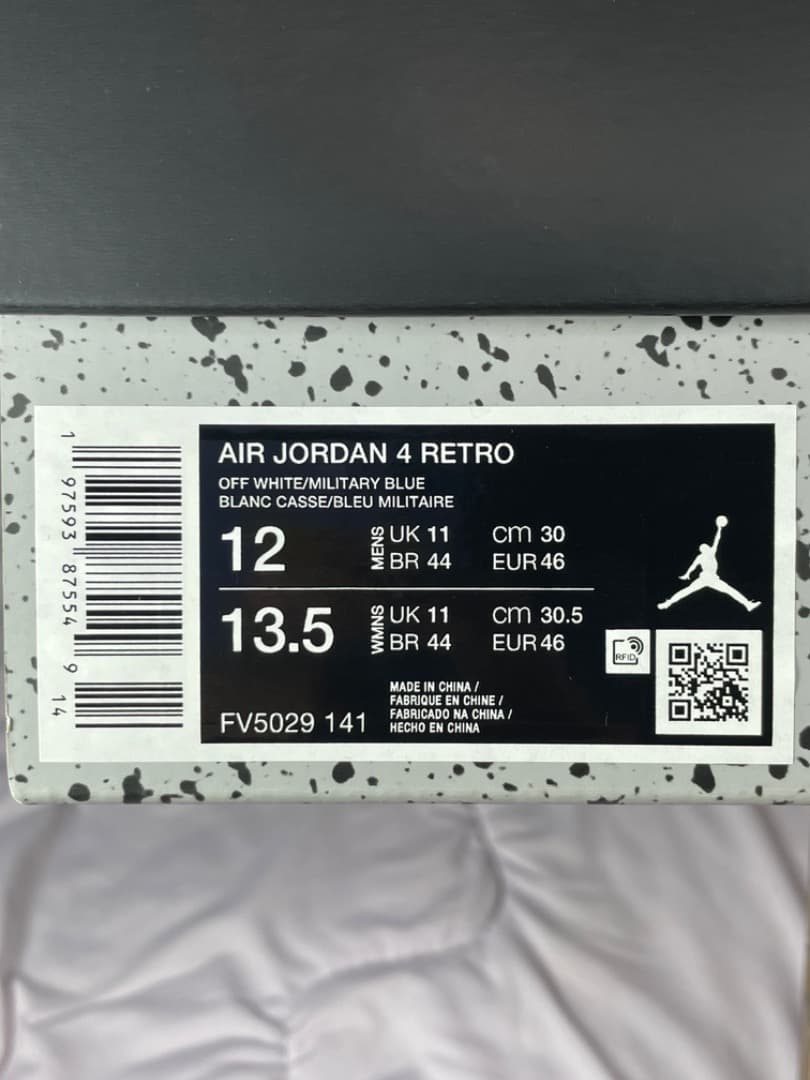 1 97593 87554 9 14
AIR JORDAN 4 RETRO
OFF WHITE/MILITARY BLUE
BLANC CASSE/BLEU MILITAIRE
12 MENS UK 11 cm 30
BR 44 EUR 46
13.5 WMNS UK 11 cm 30.5
BR 44 EUR 46
RFID
FV5029 141
MADE IN CHINA /
FABRIQUE EN CHINE /
FABRICADO NA CHINA /
HECHO EN CHINA